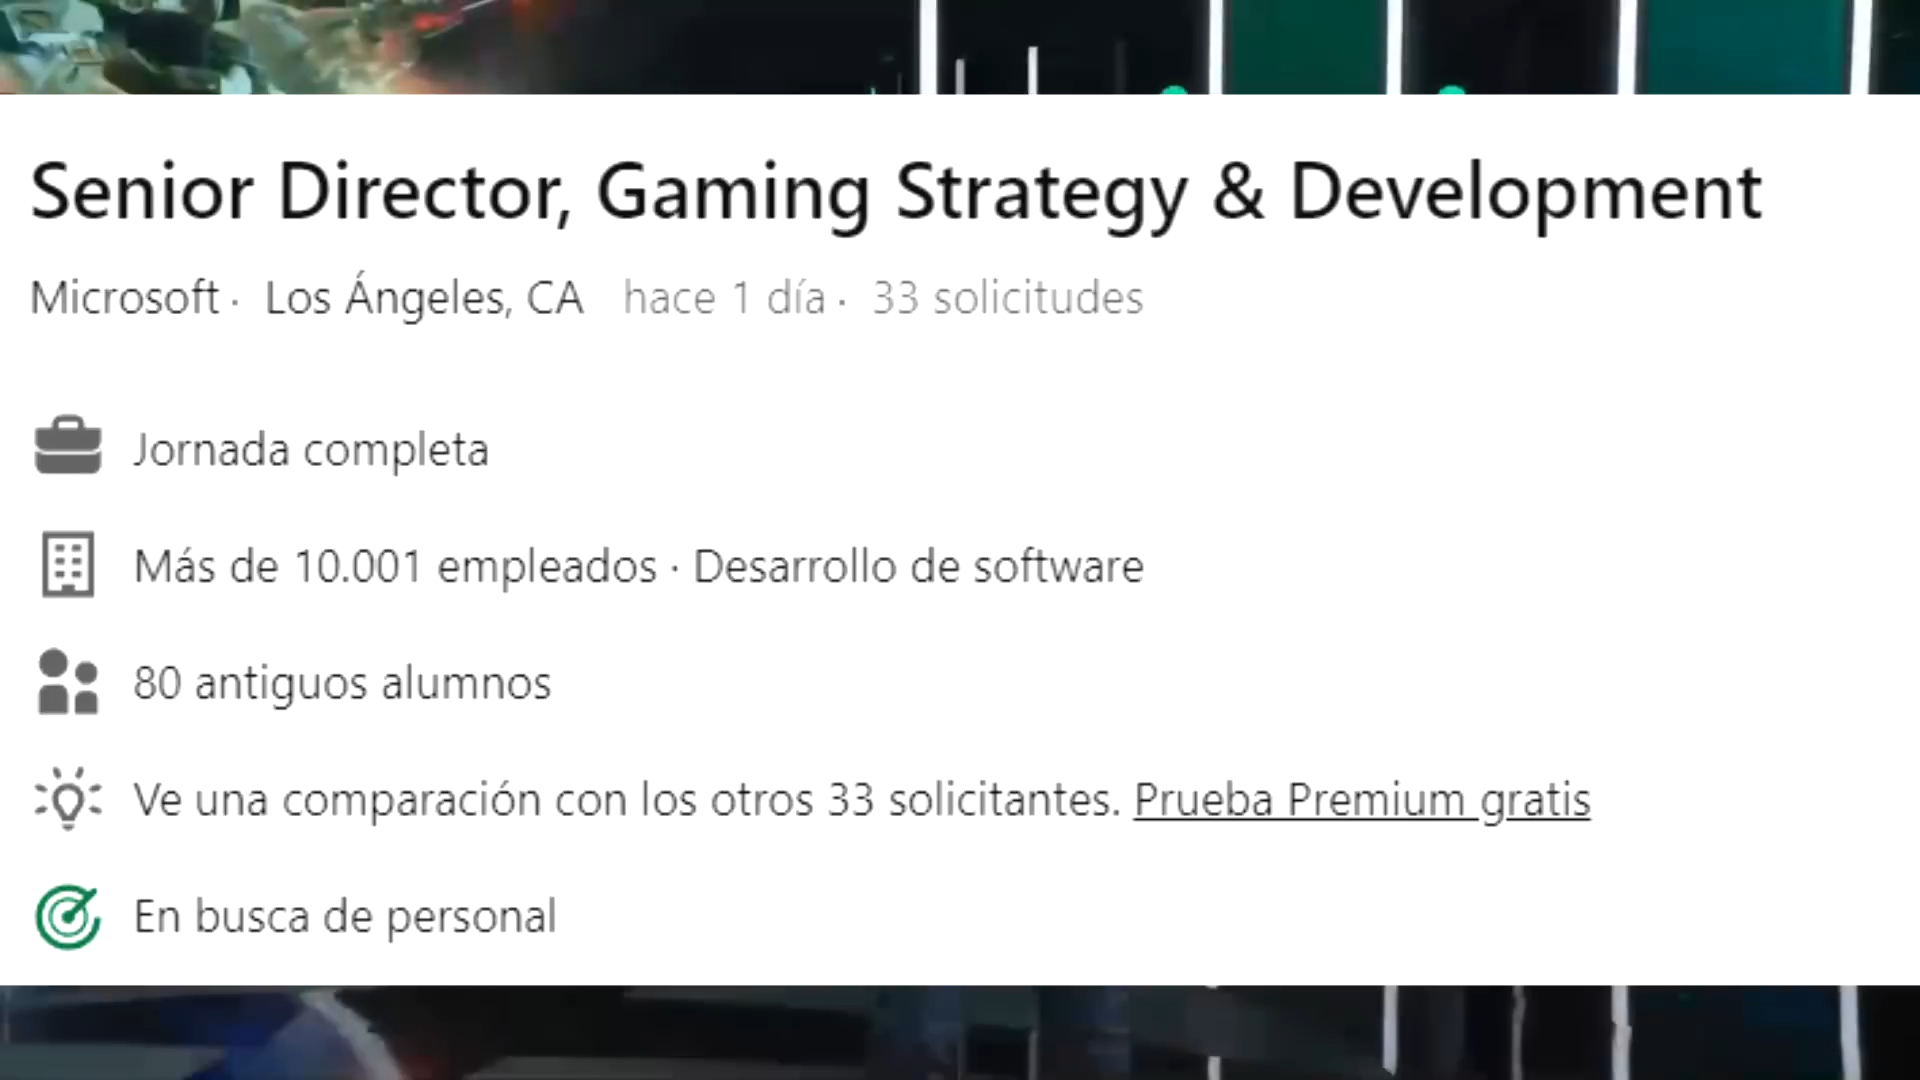 Senior Director, Gaming Strategy & Development
Microsoft · Los Ángeles, CA hace 1 día · 33 solicitudes
Jornada completa
Más de 10.001 empleados · Desarrollo de software
80 antiguos alumnos
Ve una comparación con los otros 33 solicitantes. Prueba Premium gratis
En busca de personal